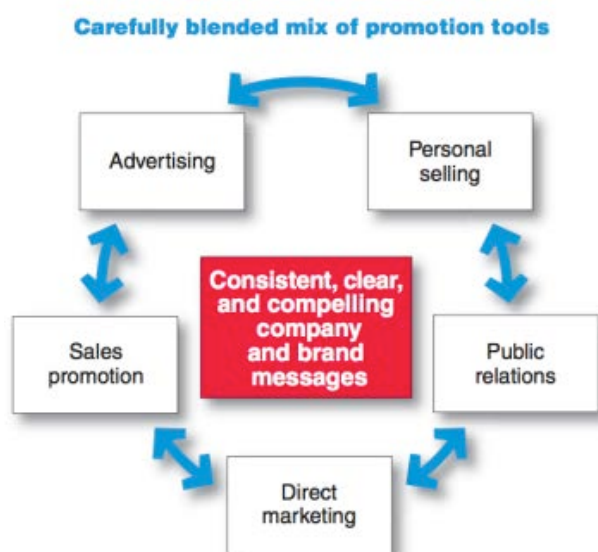 Carefully blended mix of promotion tools
Advertising
Personal
selling
Consistent, clear,
and compelling
company
and brand
messages
Sales
promotion
Public
relations
Direct
marketing